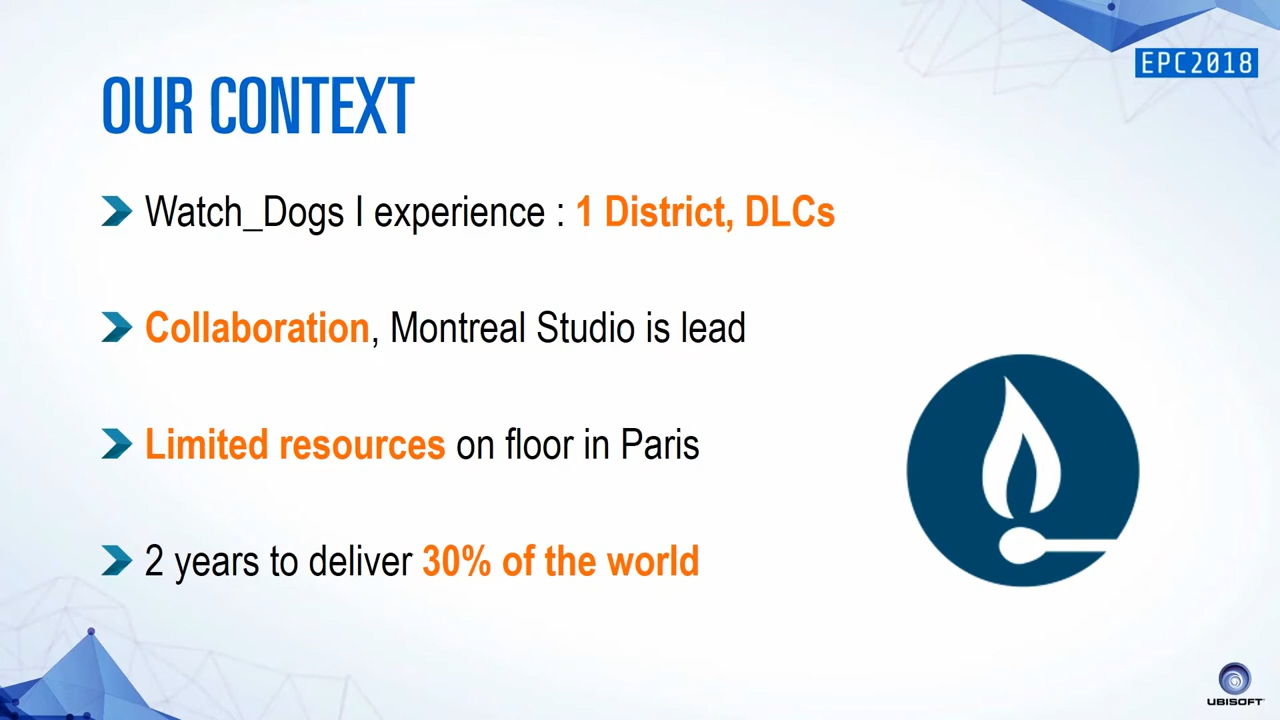 EPC2018
OUR CONTEXT
Watch_Dogs I experience : 1 District, DLCs
Collaboration, Montreal Studio is lead
Limited resources on floor in Paris
2 years to deliver 30% of the world
UBISOFT